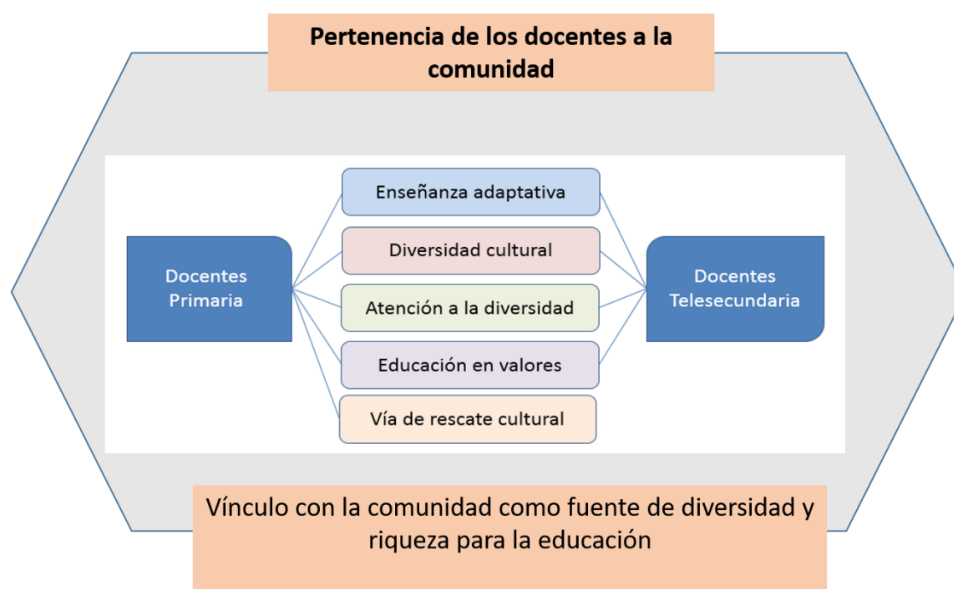 Pertenencia de los docentes a la
comunidad
Enseñanza adaptativa
Diversidad cultural
Docentes
Primaria
Docentes
Telesecundaria
Atención a la diversidad
Educación en valores
Vía de rescate cultural
Vínculo con la comunidad como fuente de diversidad y
riqueza para la educación